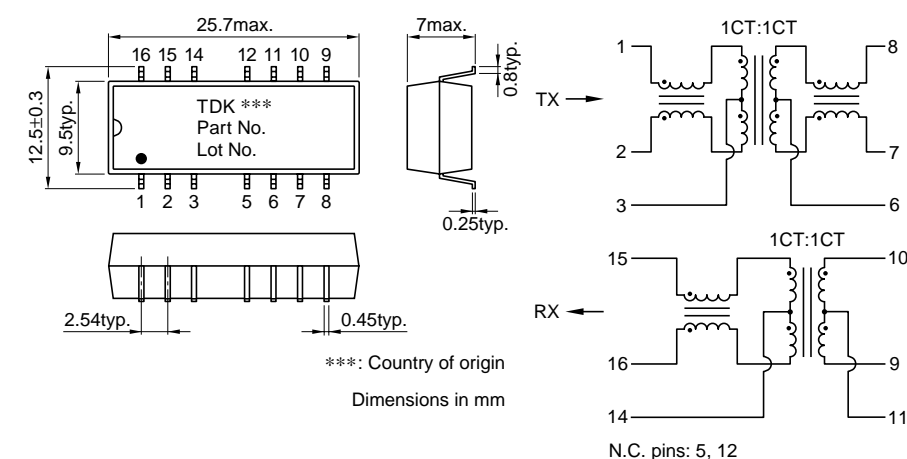 25.7max.
16 15 14 12 11 10 9
12.5±0.3
9.5typ.
TDK ***
Part No.
Lot No.
1 2 3 5 6 7 8
7max.
0.8typ.
0.25typ.
2.54typ.
0.45typ.
***: Country of origin
Dimensions in mm
1CT:1CT
1
8
TX
2
7
3
6
1CT:1CT
15
10
RX
16
9
14
11
N.C. pins: 5, 12